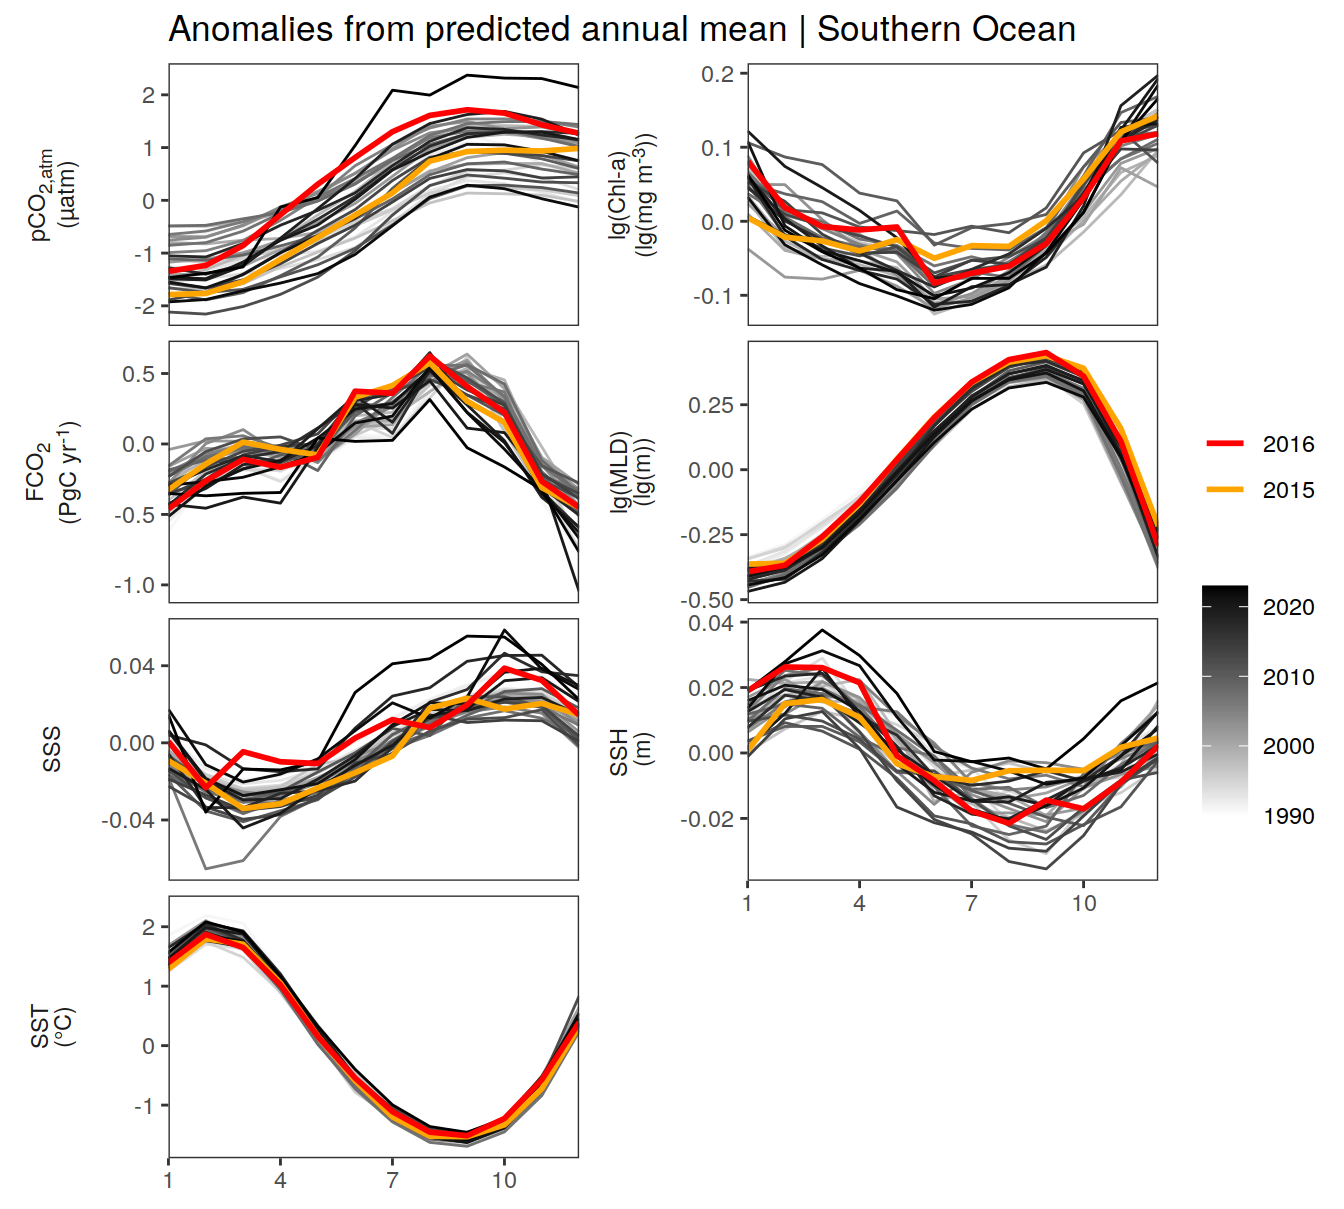 Anomalies from predicted annual mean | Southern Ocean
pCO2,atm
(µatm)
2
1
0
-1
-2
lg(Chl-a)
(lg(mg m-3))
0.2
0.1
0.0
-0.1
FCO2
(PgC yr-1)
0.5
0.0
-0.5
-1.0
lg(MLD)
(lg(m))
0.25
0.00
-0.25
-0.50
SSS
0.04
0.00
-0.04
SSH
(m)
0.04
0.02
0.00
-0.02
1 4 7 10
SST
(°C)
2
1
0
-1
1 4 7 10
2016
2015
2020
2010
2000
1990